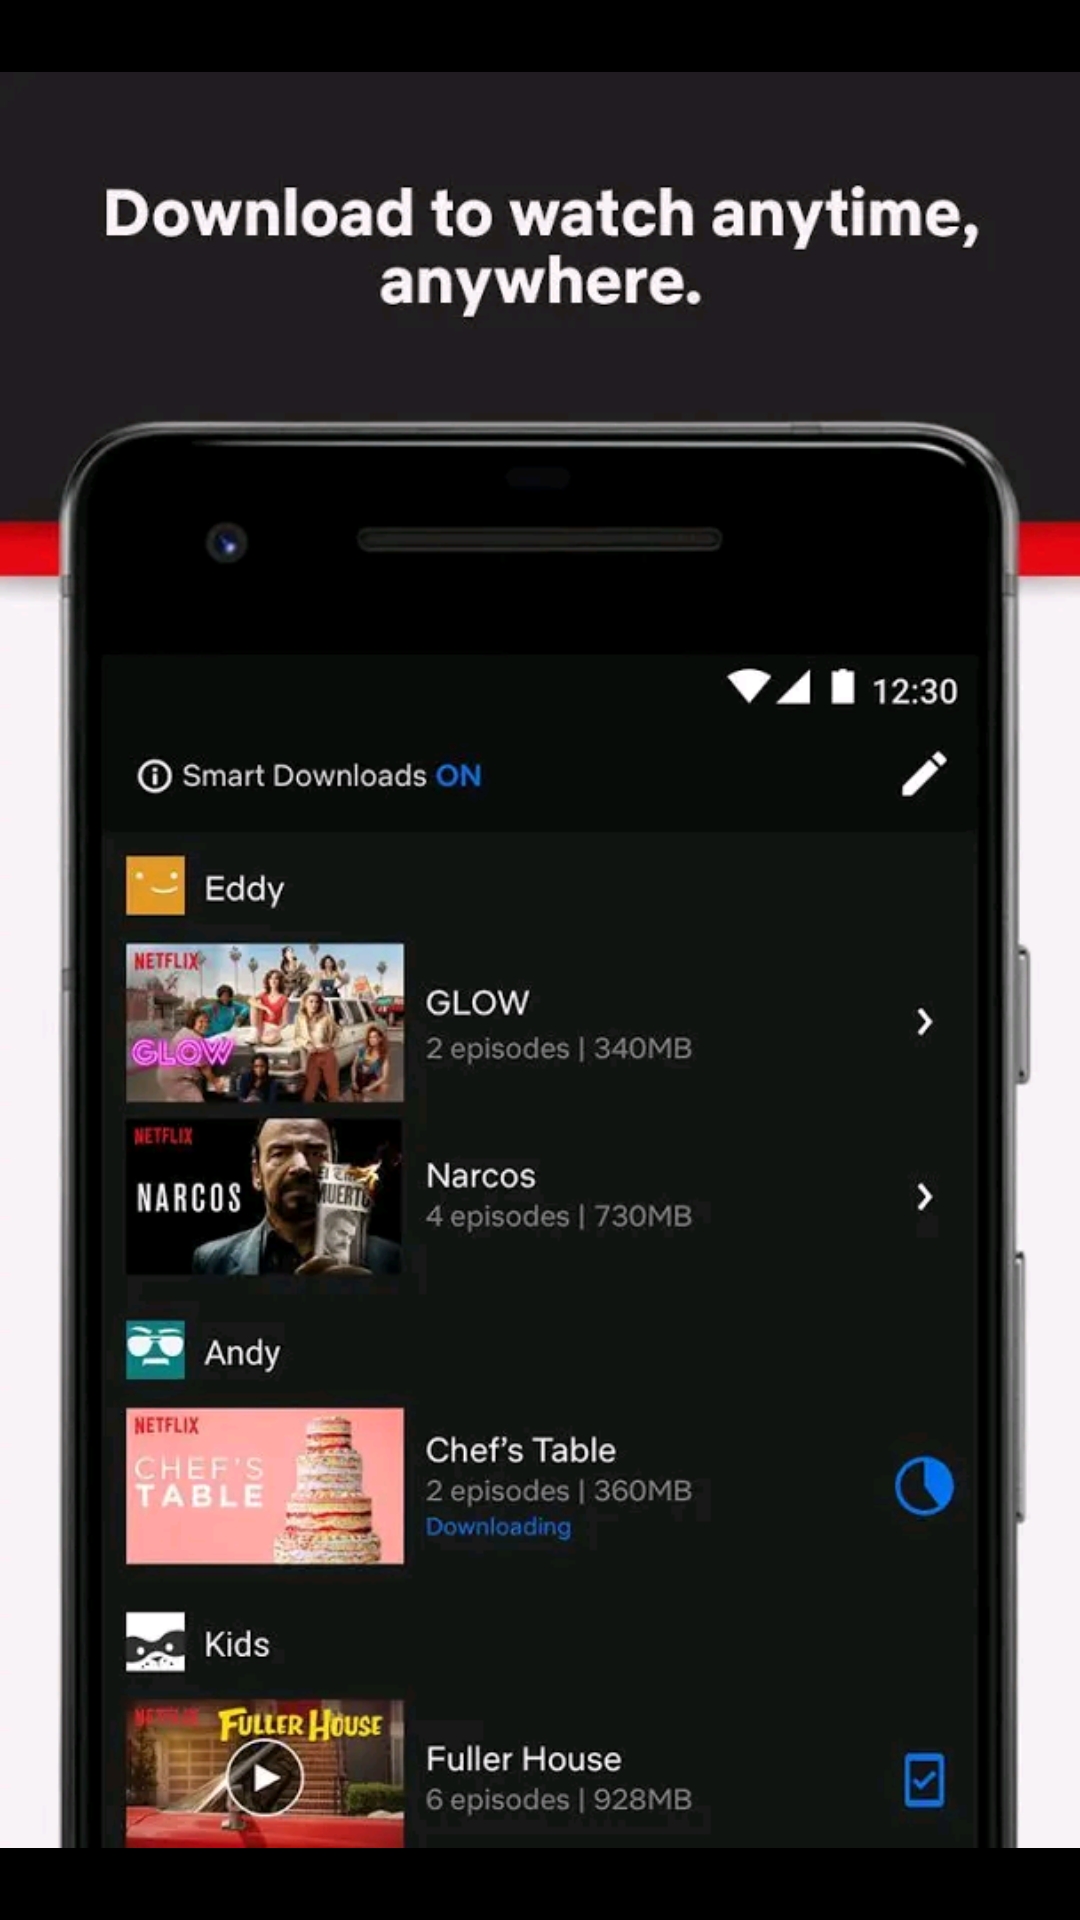 Download to watch anytime,
anywhere.
12:30
Smart Downloads ON
Eddy
NETFLIX
GLOW
GLOW
2 episodes | 340MB
NETFLIX
NARCOS
MUERTO
Narcos
4 episodes | 730MB
Andy
NETFLIX
CHEF'S
TABLE
Chef’s Table
2 episodes | 360MB
Downloading
Kids
NETFLIX
FULLER HOUSE
Fuller House
6 episodes | 928MB